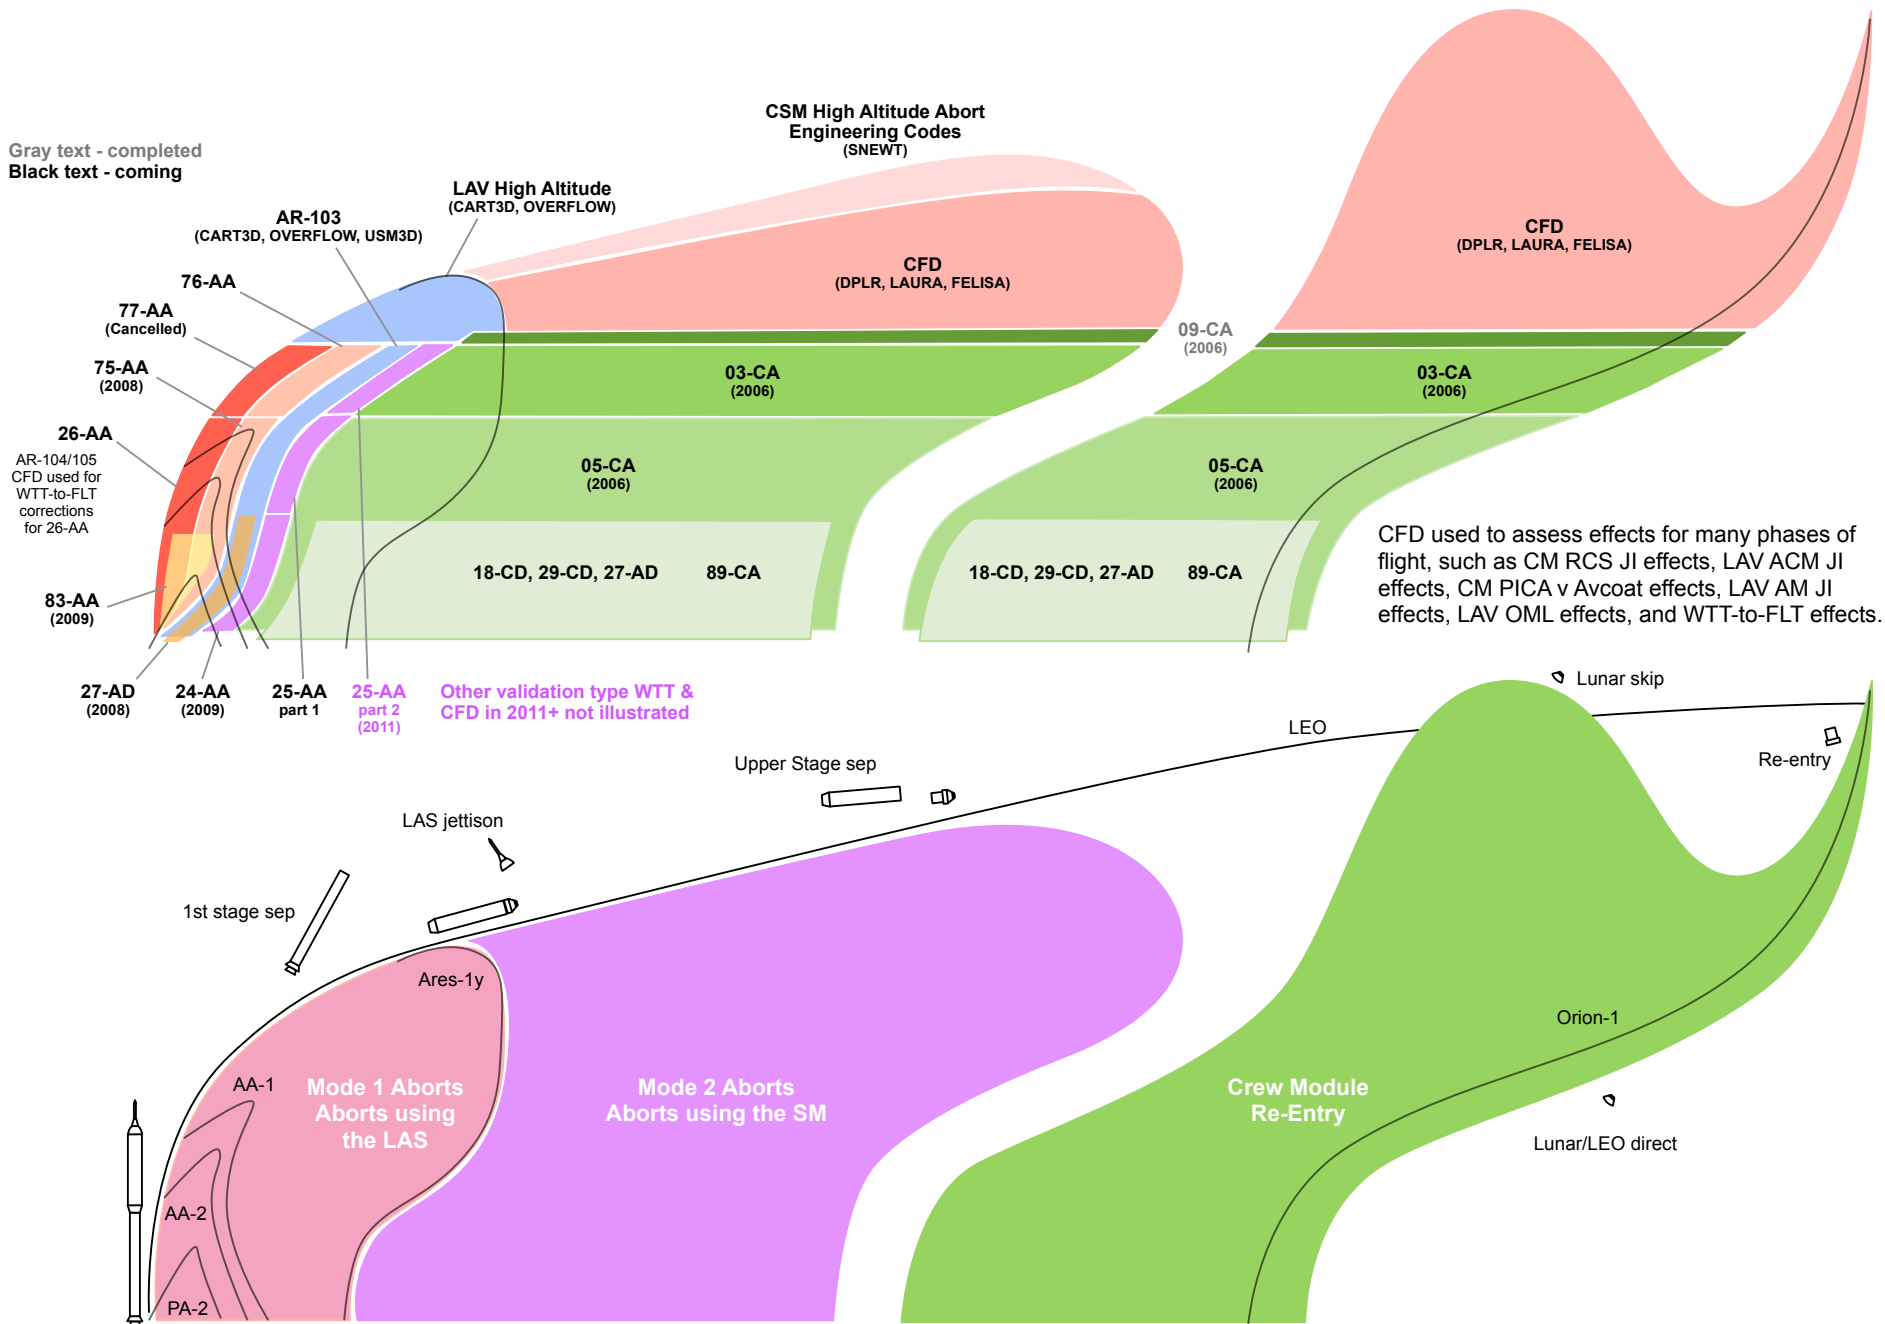 CSM High Altitude Abort
Engineering Codes
(SNEWT)
Gray text - completed
Black text - coming
LAV High Altitude
(CART3D, OVERFLOW)
AR-103
(CART3D, OVERFLOW, USM3D)
76-AA
77-AA
(Cancelled)
75-AA
(2008)
26-AA
AR-104/105
CFD used for
WTT-to-FLT
corrections
for 26-AA
83-AA
(2009)
27-AD
(2008)
24-AA
(2009)
25-AA
part 1
25-AA
part 2
(2011)
Other validation type WTT &
CFD in 2011+ not illustrated
CFD
(DPLR, LAURA, FELISA)
09-CA
(2006)
03-CA
(2006)
05-CA
(2006)
18-CD, 29-CD, 27-AD 89-CA
CFD
(DPLR, LAURA, FELISA)
03-CA
(2006)
05-CA
(2006)
18-CD, 29-CD, 27-AD 89-CA
CFD used to assess effects for many phases of
flight, such as CM RCS JI effects, LAV ACM JI
effects, CM PICA v Avcoat effects, LAV AM JI
effects, LAV OML effects, and WTT-to-FLT effects.
Lunar skip
LEO
Re-entry
Upper Stage sep
LAS jettison
1st stage sep
Ares-1y
Orion-1
AA-1
Mode 1 Aborts
Aborts using
the LAS
Mode 2 Aborts
Aborts using the SM
Crew Module
Re-Entry
Lunar/LEO direct
AA-2
PA-2